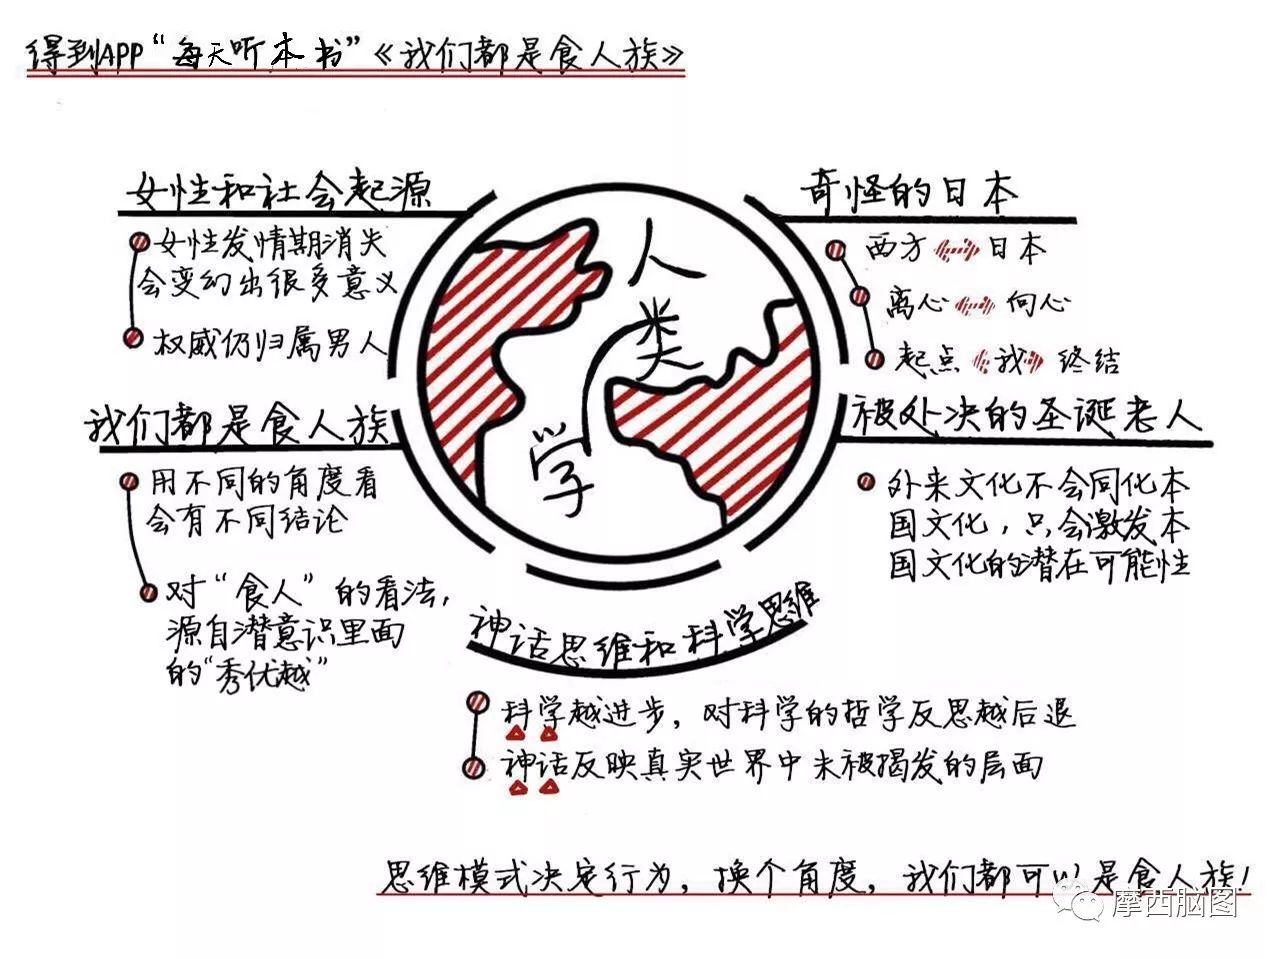 得到APP“每天听本书”《我们都是食人族》
女性和社会起源
女性发情期消失
会变幻出很多意义
权威仍归属男人
我们都是食人族
用不同的角度看
会有不同结论
对“食人”的看法,
源自潜意识里面
的“秀优越”
人
类
学
奇怪的日本
西方 日本
离心 向心
起点《我》终结
被处决的圣诞老人
外来文化不会同化本
国文化,只会激发本
国文化的潜在可能性
神话思维和科学思维
科学越进步,对科学的哲学反思越后退
神话反映真实世界中未被揭发的层面
思维模式决定行为,换个角度,我们都可以是食人族!
摩西脑图